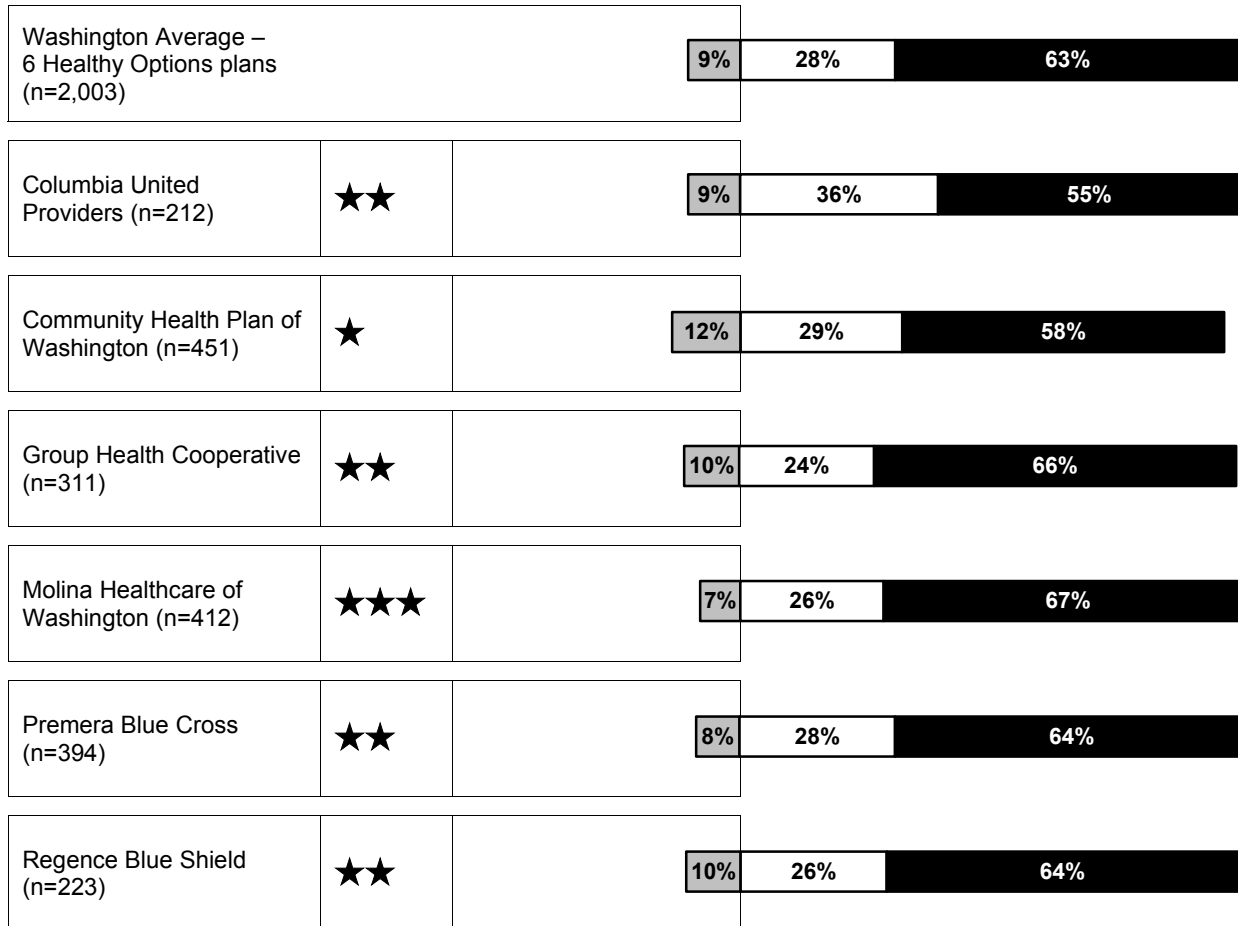 Washington Average –
6 Healthy Options plans
(n=2,003)
9% 28% 63%
Columbia United
Providers (n=212)
★★
9% 36% 55%
Community Health Plan of
Washington (n=451)
★
12% 29% 58%
Group Health Cooperative
(n=311)
★★
10% 24% 66%
Molina Healthcare of
Washington (n=412)
★★★
7% 26% 67%
Premera Blue Cross
(n=394)
★★
8% 28% 64%
Regence Blue Shield
(n=223)
★★
10% 26% 64%